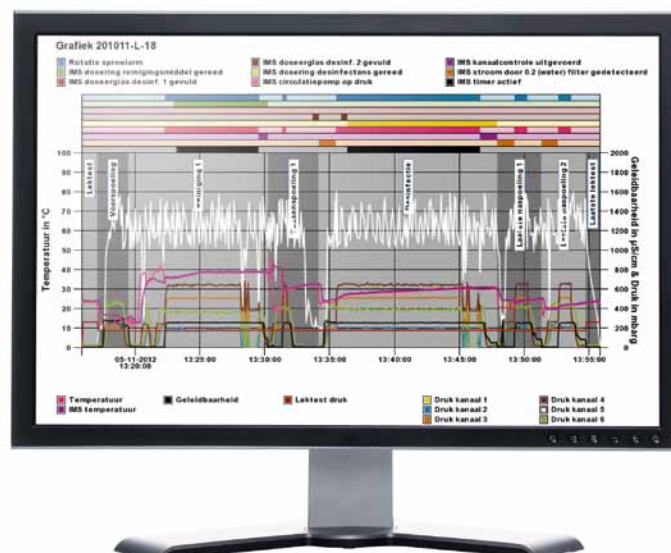 Grafiek 201011-L-18
Rotatie sproeiarm
IMS dosering reinigingsmiddel gereed
IMS doseerglas desinf. 1 gevuld
IMS doseerglas desinf. 2 gevuld
IMS dosering desinfectans gereed
IMS circulatiepomp op druk
IMS kanaalcontrole uitgevoerd
IMS stroom door 0.2 (water) filter gedetecteerd
IMS timer actief
Temperatuur in °C
100
90
80
70
60
50
40
30
20
10
0
Lektest
Voorspoeling
Reiniging 1
Tussenspoeling 1
Desinfectie
Laatste naspoeling 1
Laatste naspoeling 2
Laatste lektest
2000
1800
1600
1400
1200
1000
800
600
400
200
0
Geleidbaarheid in µS/cm & Druk in mbarg
05-11-2012
13:20:00
13:25:00
13:30:00
13:35:00
13:40:00
13:45:00
13:50:00
13:55:00
Temperatuur
IMS temperatuur
Geleidbaarheid
Lektest druk
Druk kanaal 1
Druk kanaal 2
Druk kanaal 3
Druk kanaal 4
Druk kanaal 5
Druk kanaal 6